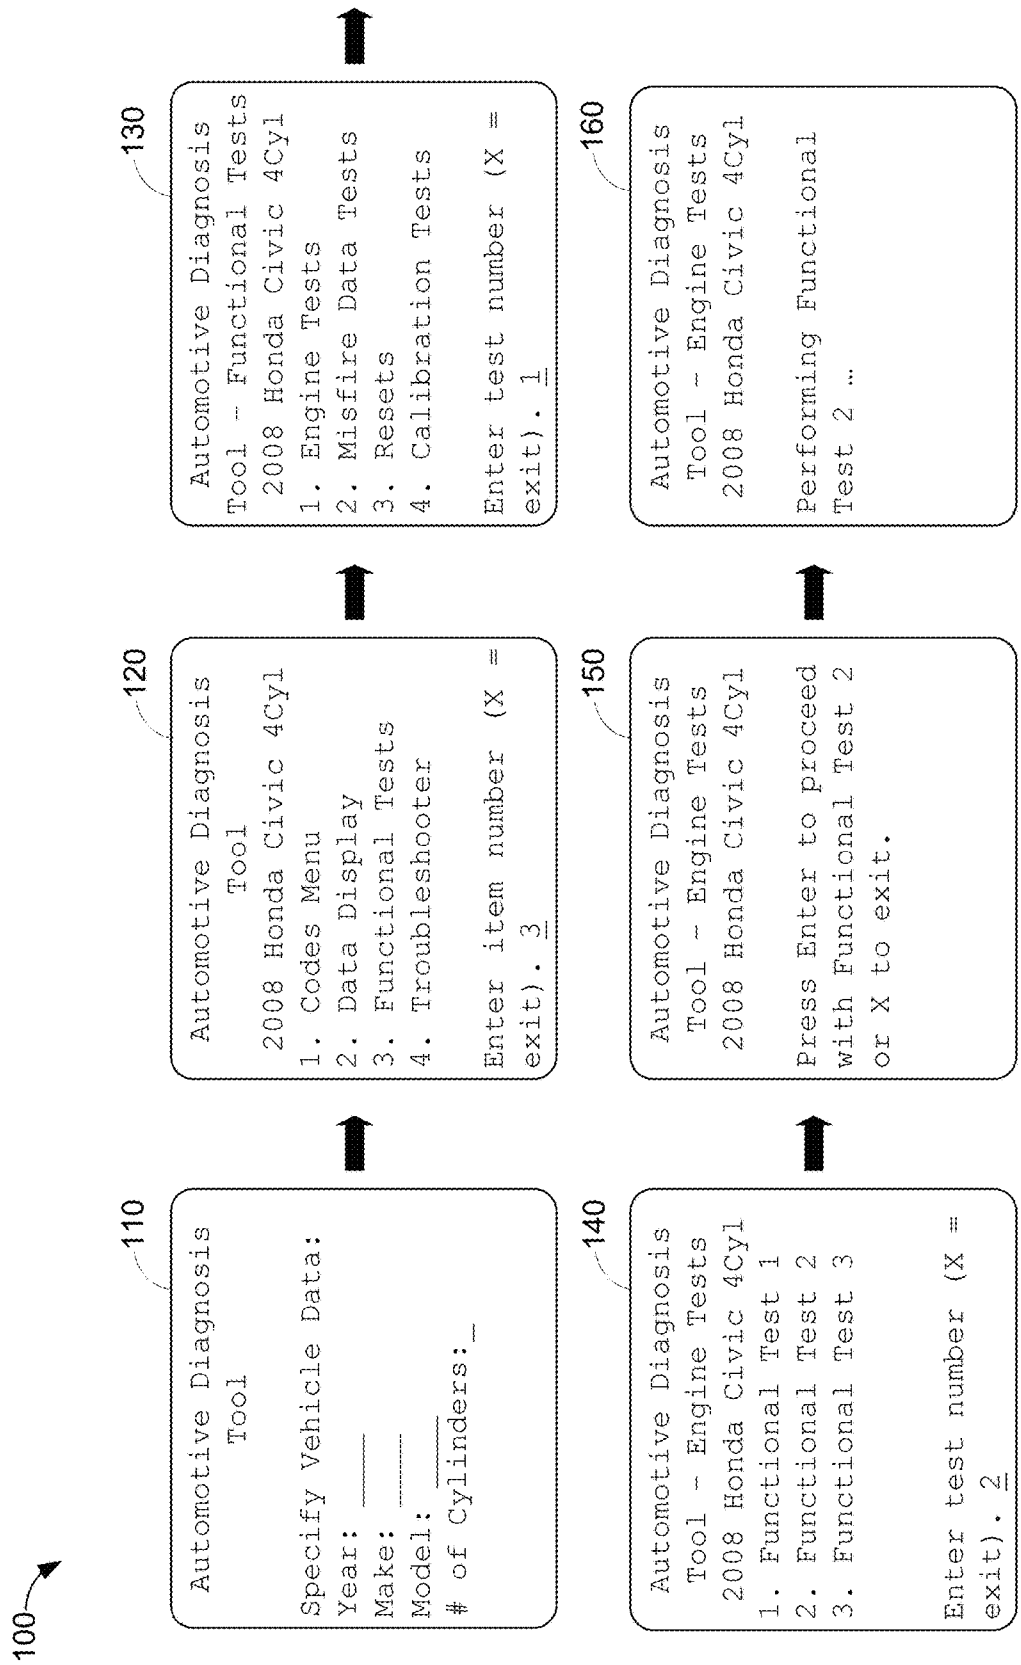 100
110
Automotive Diagnosis
Tool
Specify Vehicle Data:
Year: ____
Make: ____
Model: ____
# of Cylinders:_
120
Automotive Diagnosis
Tool
2008 Honda Civic 4Cyl
1. Codes Menu
2. Data Display
3. Functional Tests
4. Troubleshooter
Enter item number (X =
exit). 3
130
Automotive Diagnosis
Tool - Functional Tests
2008 Honda Civic 4Cyl
1. Engine Tests
2. Misfire Data Tests
3. Resets
4. Calibration Tests
Enter test number (X =
exit). 1
140
Automotive Diagnosis
Tool - Engine Tests
2008 Honda Civic 4Cyl
1. Functional Test 1
2. Functional Test 2
3. Functional Test 3
Enter test number (X =
exit). 2
150
Automotive Diagnosis
Tool - Engine Tests
2008 Honda Civic 4Cyl
Press Enter to proceed
with Functional Test 2
or X to exit.
160
Automotive Diagnosis
Tool - Engine Tests
2008 Honda Civic 4Cyl
Performing Functional
Test 2 …